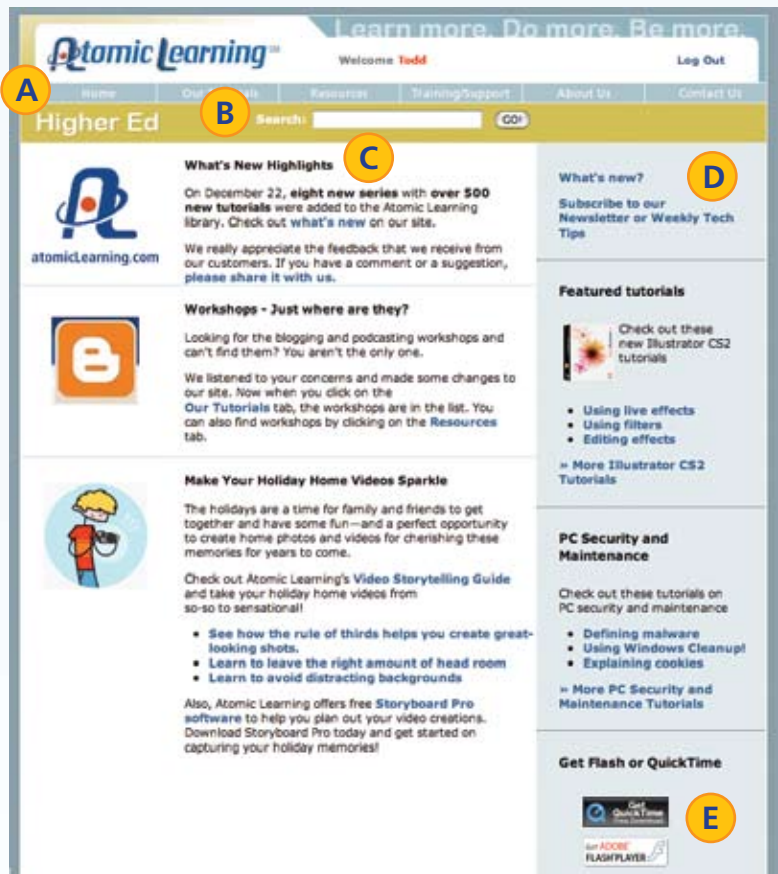 Learn more. Do more. Be more.
Atomic Learning
Welcome Todd
Log Out
A
Home
Our Tutorials
Resources
Training/Support
About Us
Contact Us
Higher Ed
B
Search:
GO!
What's New Highlights
C
On December 22, eight new series with over 500
new tutorials were added to the Atomic Learning
library. Check out what's new on our site.
We really appreciate the feedback that we receive from
our customers. If you have a comment or a suggestion,
please share it with us.
atomicLearning.com
Workshops - Just where are they?
Looking for the blogging and podcasting workshops and
can't find them? You aren't the only one.
We listened to your concerns and made some changes to
our site. Now when you click on the
Our Tutorials tab, the workshops are in the list. You
can also find workshops by clicking on the Resources
tab.
Make Your Holiday Home Videos Sparkle
The holidays are a time for family and friends to get
together and have some fun—and a perfect opportunity
to create home photos and videos for cherishing these
memories for years to come.
Check out Atomic Learning's Video Storytelling Guide
and take your holiday home videos from
so-so to sensational!
• See how the rule of thirds helps you create great-
looking shots.
• Learn to leave the right amount of head room
• Learn to avoid distracting backgrounds
Also, Atomic Learning offers free Storyboard Pro
software to help you plan out your video creations.
Download Storyboard Pro today and get started on
capturing your holiday memories!
What's new?
D
Subscribe to our
Newsletter or Weekly Tech
Tips
Featured tutorials
Check out these
new Illustrator CS2
tutorials
• Using live effects
• Using filters
• Editing effects
» More Illustrator CS2
Tutorials
PC Security and
Maintenance
Check out these tutorials on
PC security and maintenance
• Defining malware
• Using Windows Cleanup!
• Explaining cookies
» More PC Security and
Maintenance Tutorials
Get Flash or QuickTime
Get
QuickTime
Free Download
E
GET ADOBE
FLASH PLAYER